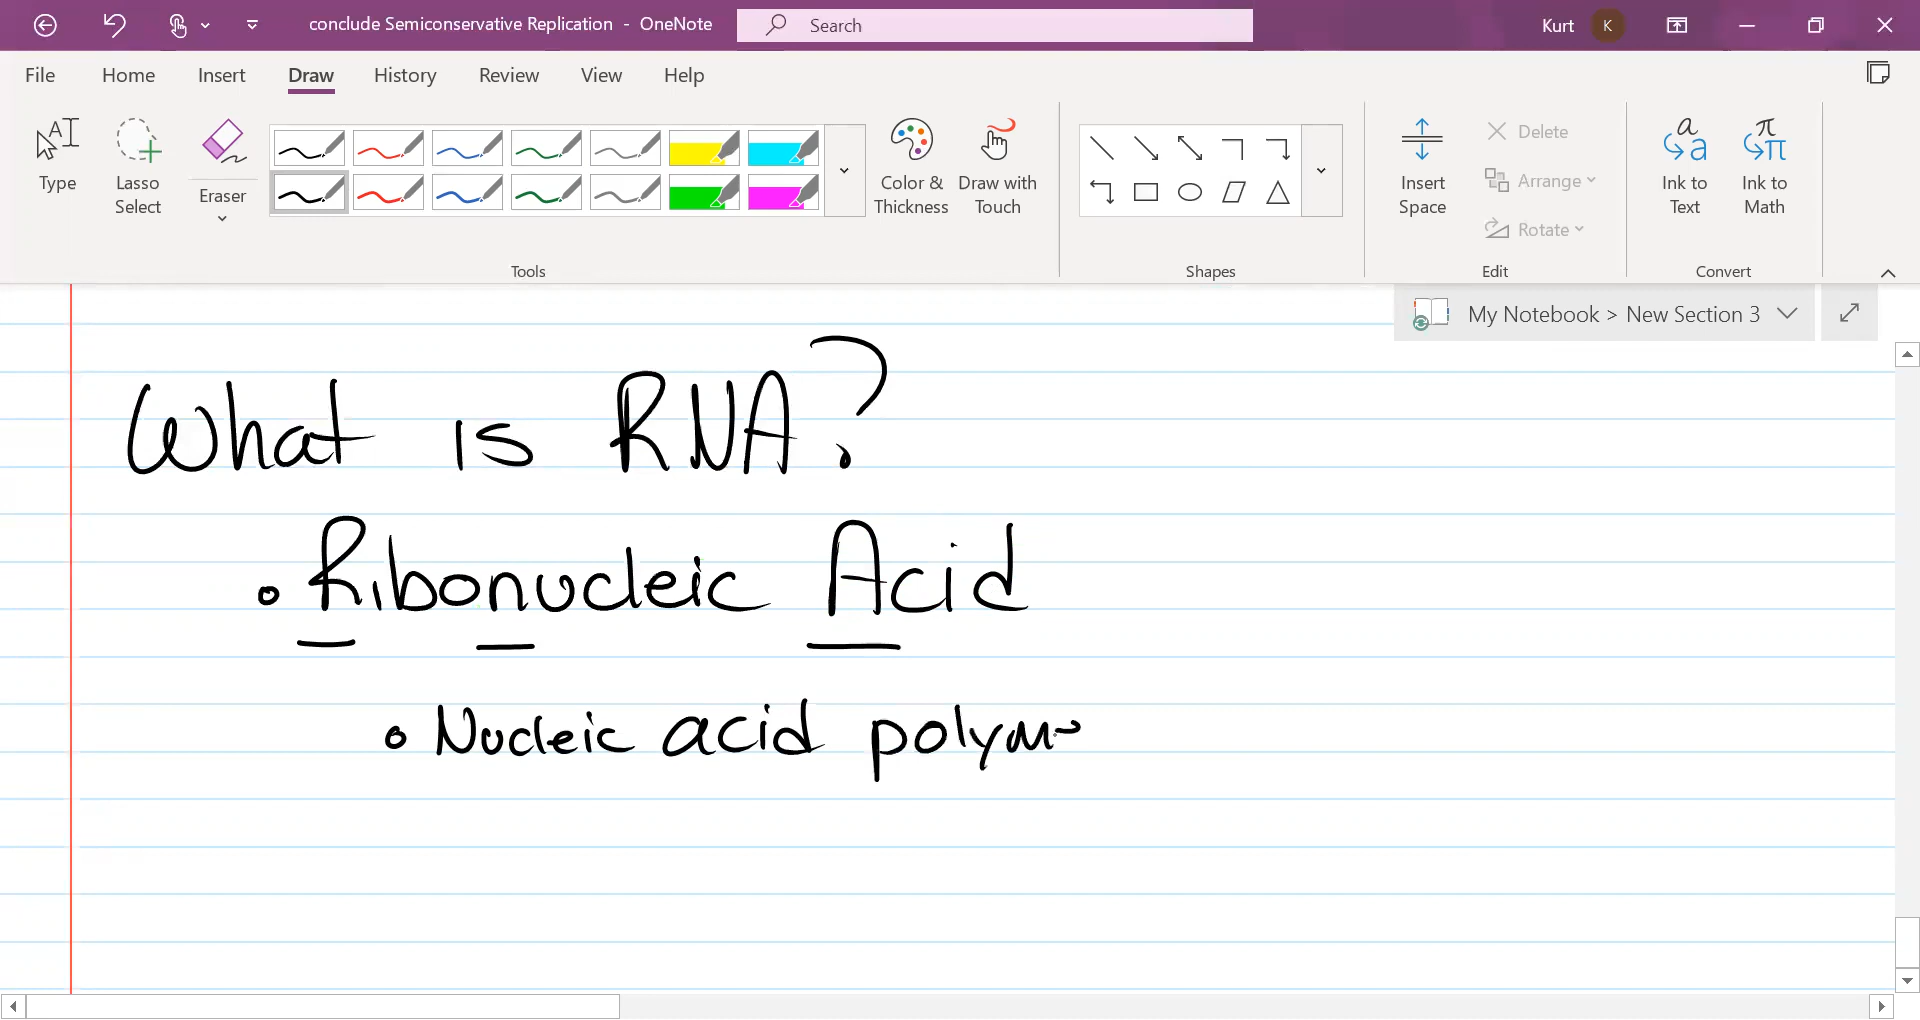 conclude Semiconservative Replication - OneNote
Search
Kurt K
File Home Insert Draw History Review View Help
Type
Lasso Select
Eraser
Color & Thickness
Draw with Touch
Insert Space
Delete
Arrange
Rotate
Ink to Text
Ink to Math
Tools Shapes Edit Convert
My Notebook > New Section 3
What is RNA?
• Ribonucleic Acid
• Nucleic acid polym